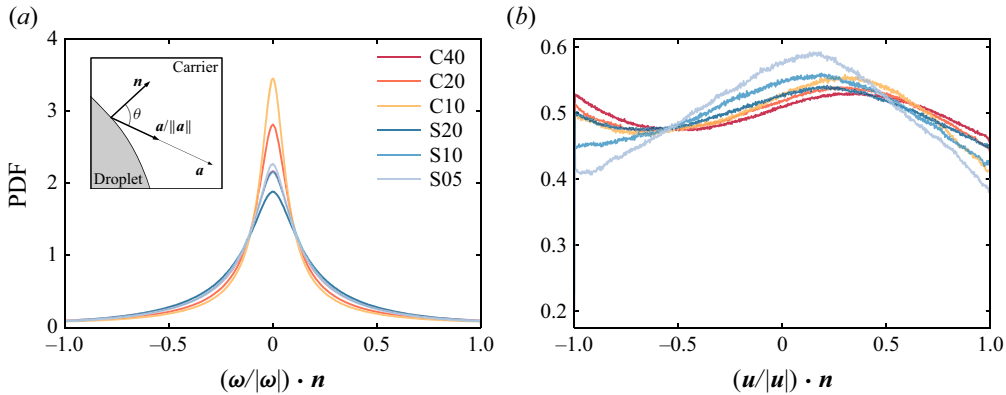 (a)
PDF
4
3
2
1
0
–1.0 –0.5 0 0.5 1.0
(ω/|ω|) · n
Carrier
n
θ
a/||a||
a
Droplet
C40
C20
C10
S20
S10
S05
(b)
0.6
0.5
0.4
0.3
0.2
–1.0 –0.5 0 0.5 1.0
(u/|u|) · n